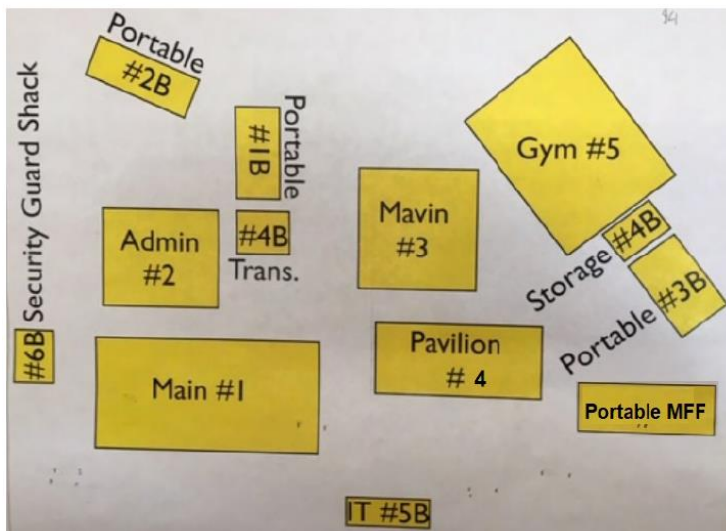 Portable
#2B
Security Guard Shack
#6B
Portable
#1B
Gym #5
Admin
#2
#4B
Trans.
Mavin
#3
Storage
#4B
Portable
#3B
Main #1
Pavilion
# 4
Portable MFF
IT #5B